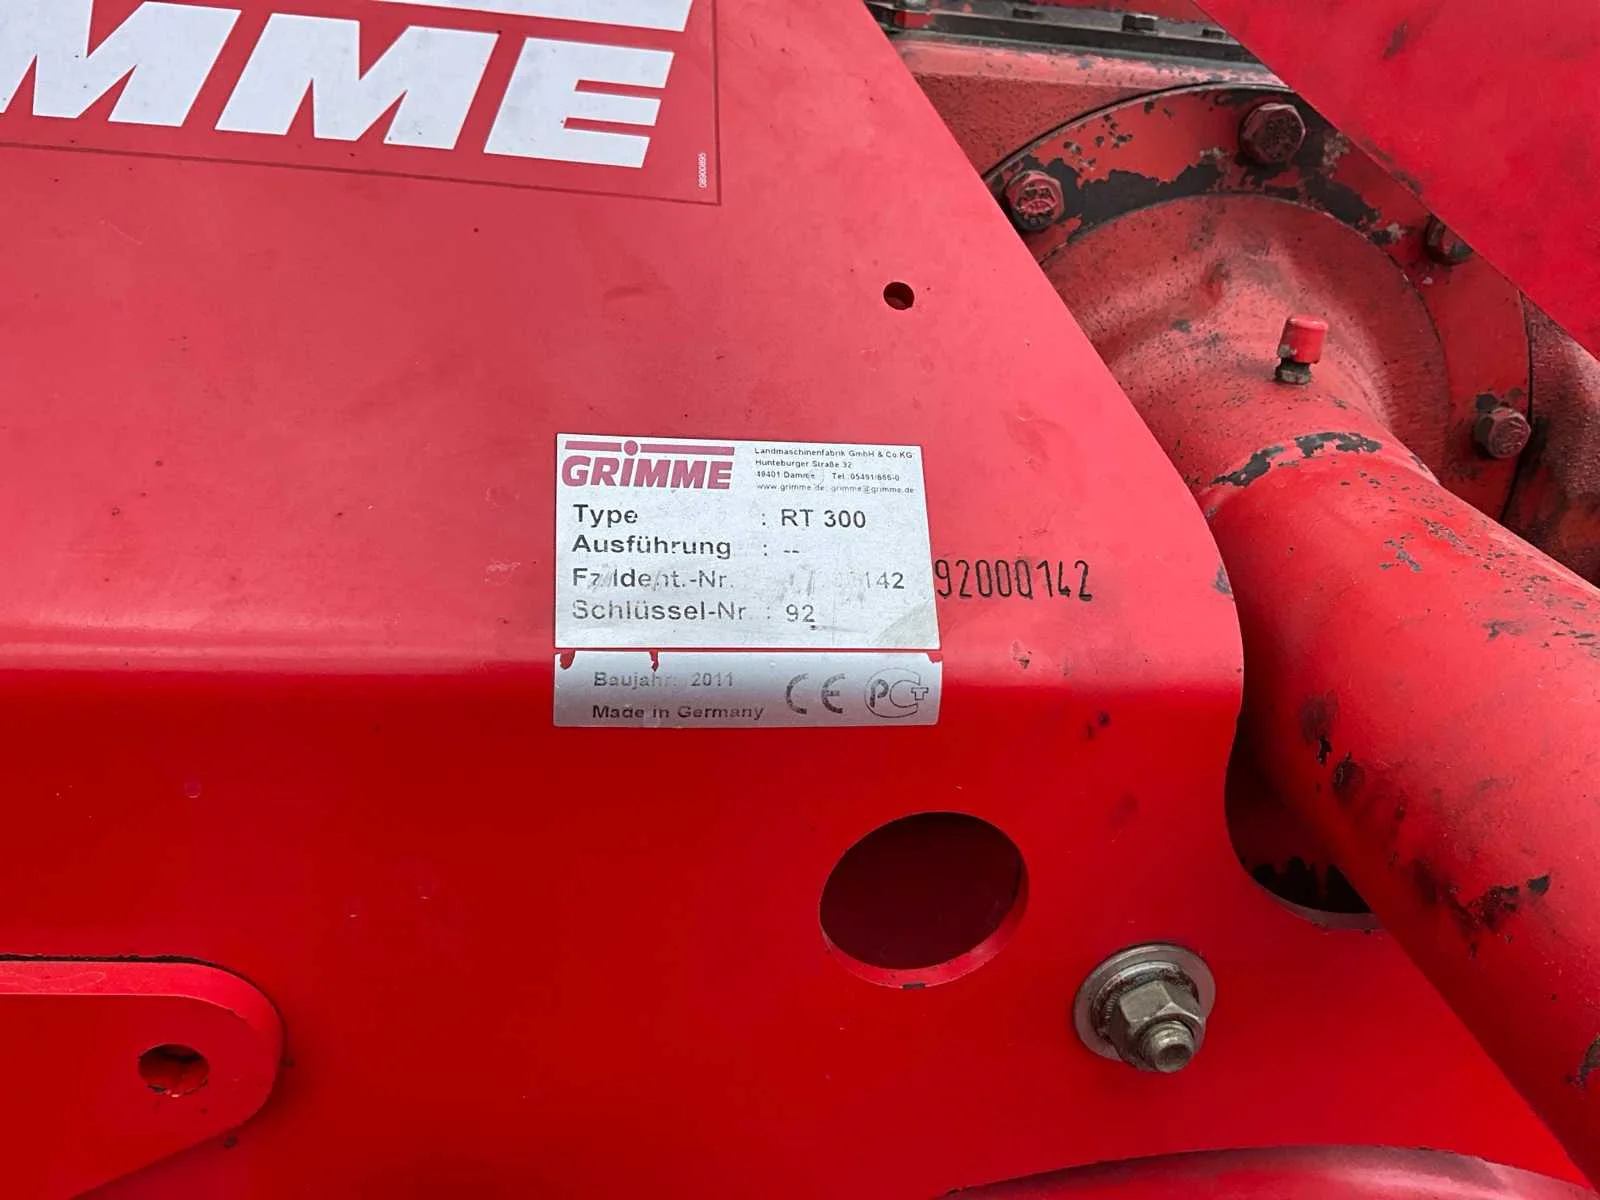 MME
08900895
GRIMME
Landmaschinenfabrik GmbH & Co.KG
Hunteburger Straße 32
49401 Damme Tel.:05491/666-0
www.grimme.de; grimme@grimme.de
Type : RT 300
Ausführung : --
Fz/Ident.-Nr. 142
92000142
Schlüssel-Nr.: 92
Baujahr: 2011
Made in Germany CE PCT